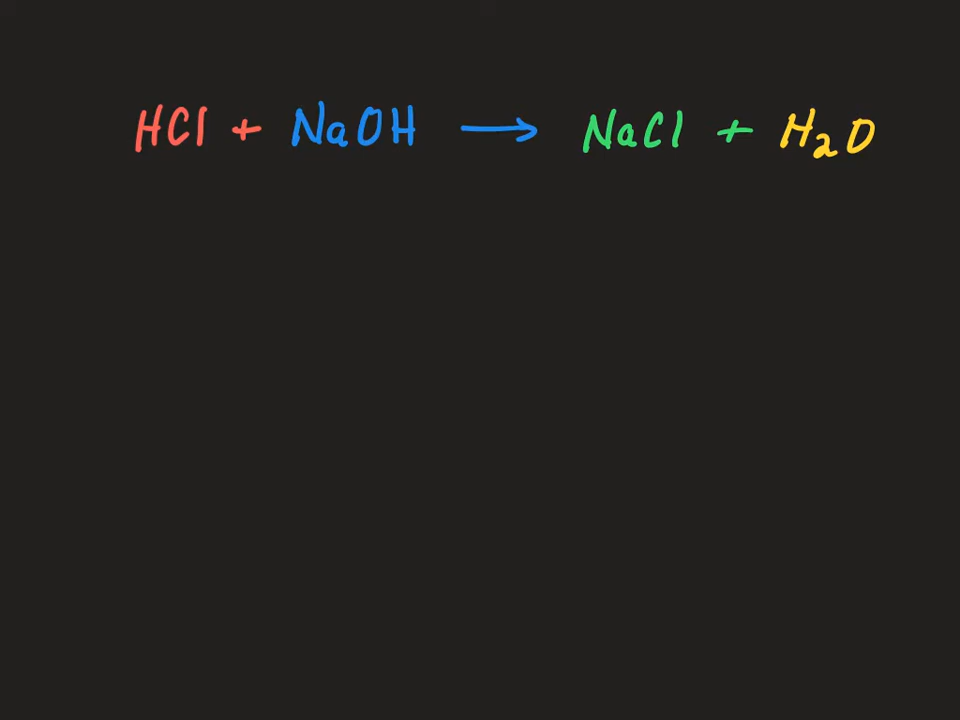 HCl + NaOH ⟶ NaCl + H₂O